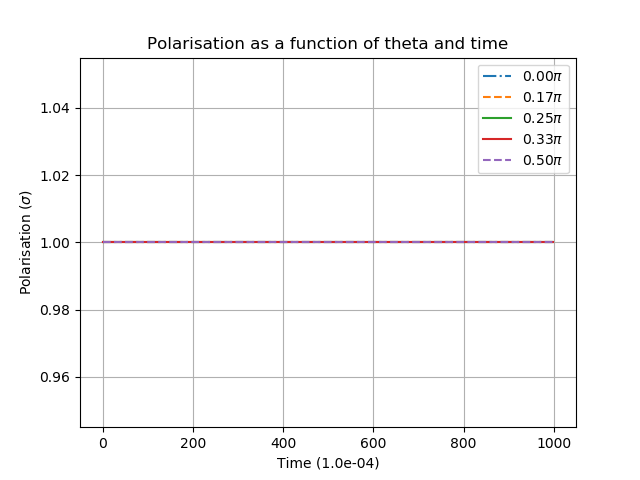 Polarisation as a function of theta and time
0.00π
0.17π
0.25π
0.33π
0.50π
1.04
1.02
1.00
0.98
0.96
Polarisation (σ)
0 200 400 600 800 1000
Time (1.0e-04)